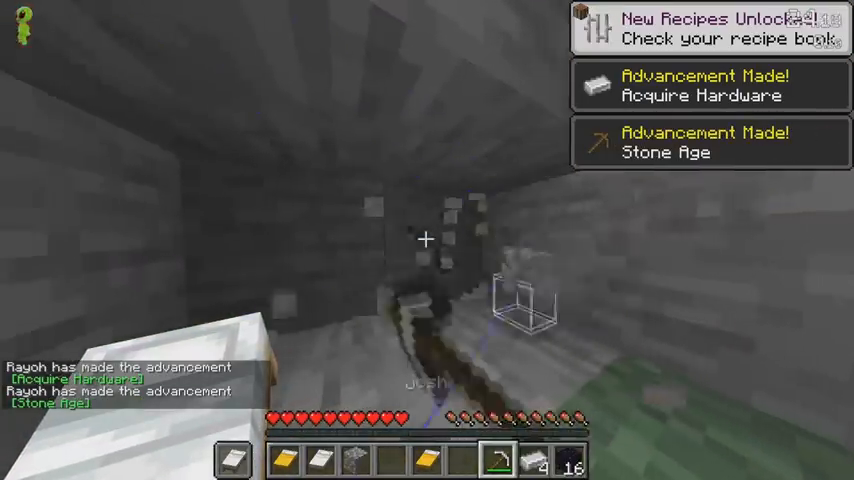 New Recipes Unlocked!
Check your recipe book
Advancement Made!
Acquire Hardware
Advancement Made!
Stone Age
Rayoh has made the advancement
[Acquire Hardware]
Rayoh has made the advancement
[Stone Age]
4
16